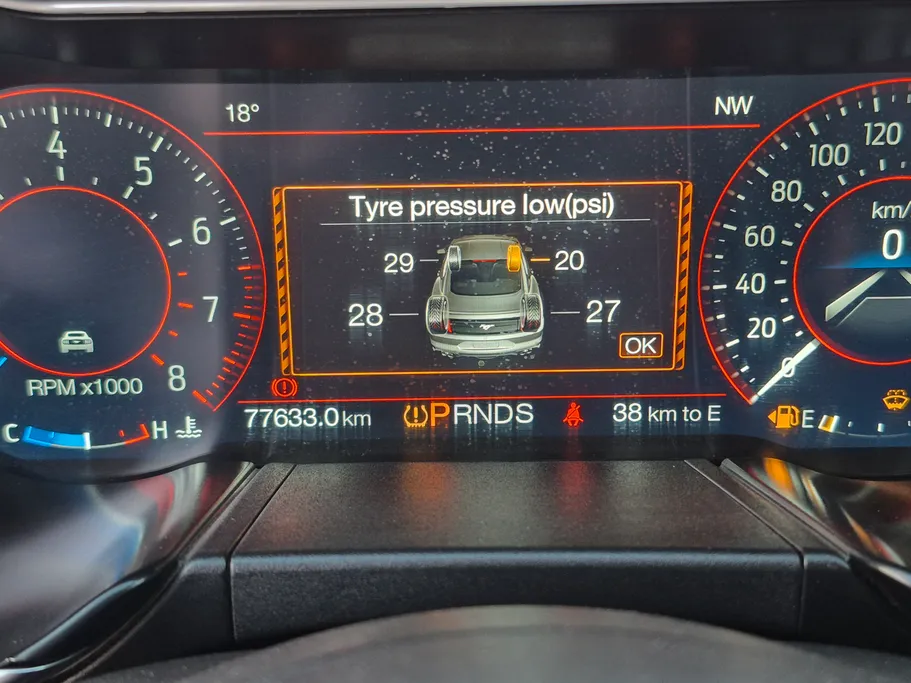 18°
NW
Tyre pressure low(psi)
29
20
28
27
OK
4
5
6
7
8
RPM x1000
C
H
77633.0 km
PRNDS
38 km to E
E
0
20
40
60
80
100
120
km/
0